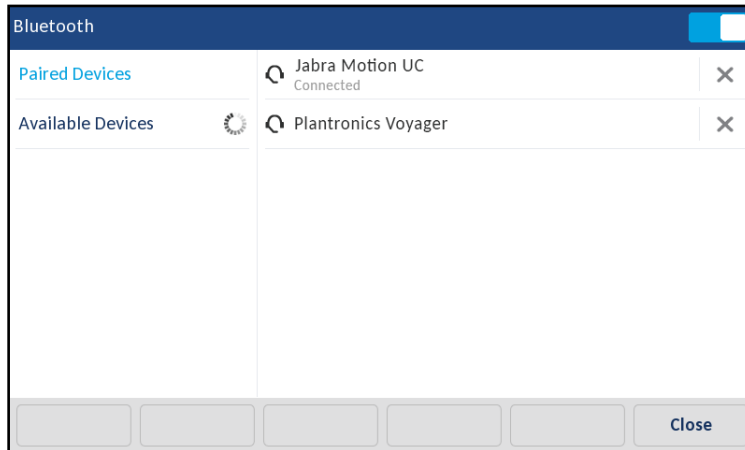 Bluetooth
Paired Devices
Jabra Motion UC
Connected
Available Devices
Plantronics Voyager
Close